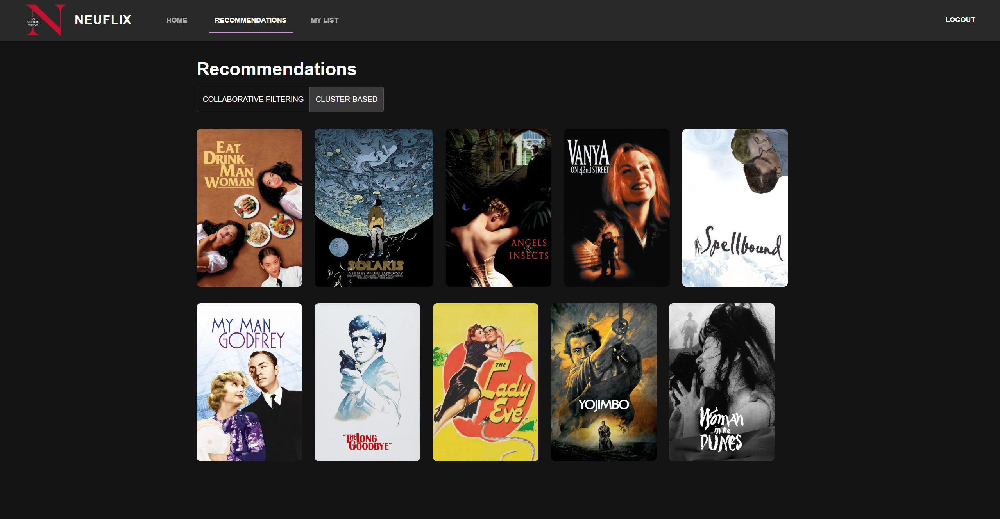 LVX
VERITAS
VIRTVS
NEUFLIX
HOME
RECOMMENDATIONS
MY LIST
LOGOUT
Recommendations
COLLABORATIVE FILTERING
CLUSTER-BASED
EAT
DRINK
MAN
WOMAN
SOLARIS
A FILM BY ANDREI TARKOVSKY
ANGELS
&
INSECTS
VANYA
ON 42nd STREET
Spellbound
MY MAN
GODFREY
"THE LONG
GOODBYE"
THE
Lady
Eve
YOJIMBO
Woman
in the
DUNES